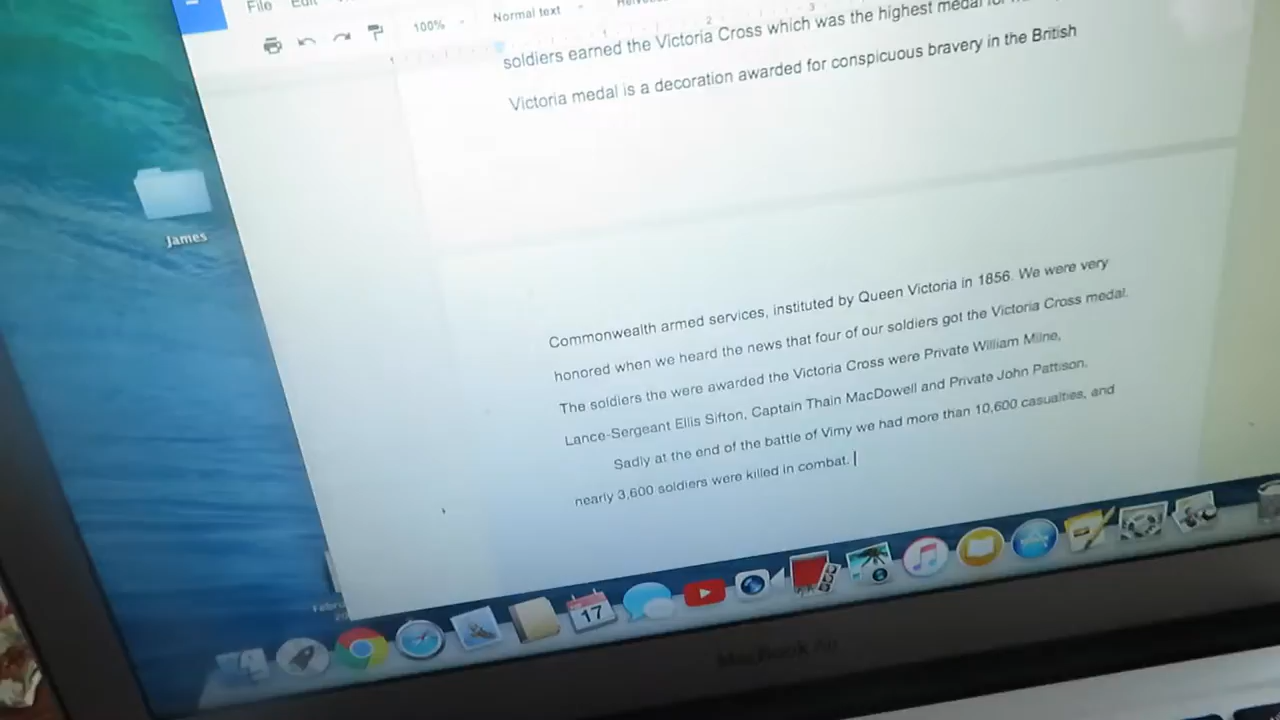 File Edit
100% Normal text
2 3
soldiers earned the Victoria Cross which was the highest medal for
Victoria medal is a decoration awarded for conspicuous bravery in the British
James
Commonwealth armed services, instituted by Queen Victoria in 1856. We were very
honored when we heard the news that four of our soldiers got the Victoria Cross medal.
The soldiers the were awarded the Victoria Cross were Private William Milne,
Lance-Sergeant Ellis Sifton, Captain Thain MacDowell and Private John Pattison.
Sadly at the end of the battle of Vimy we had more than 10,600 casualties, and
nearly 3,600 soldiers were killed in combat.
17
MacBook Air